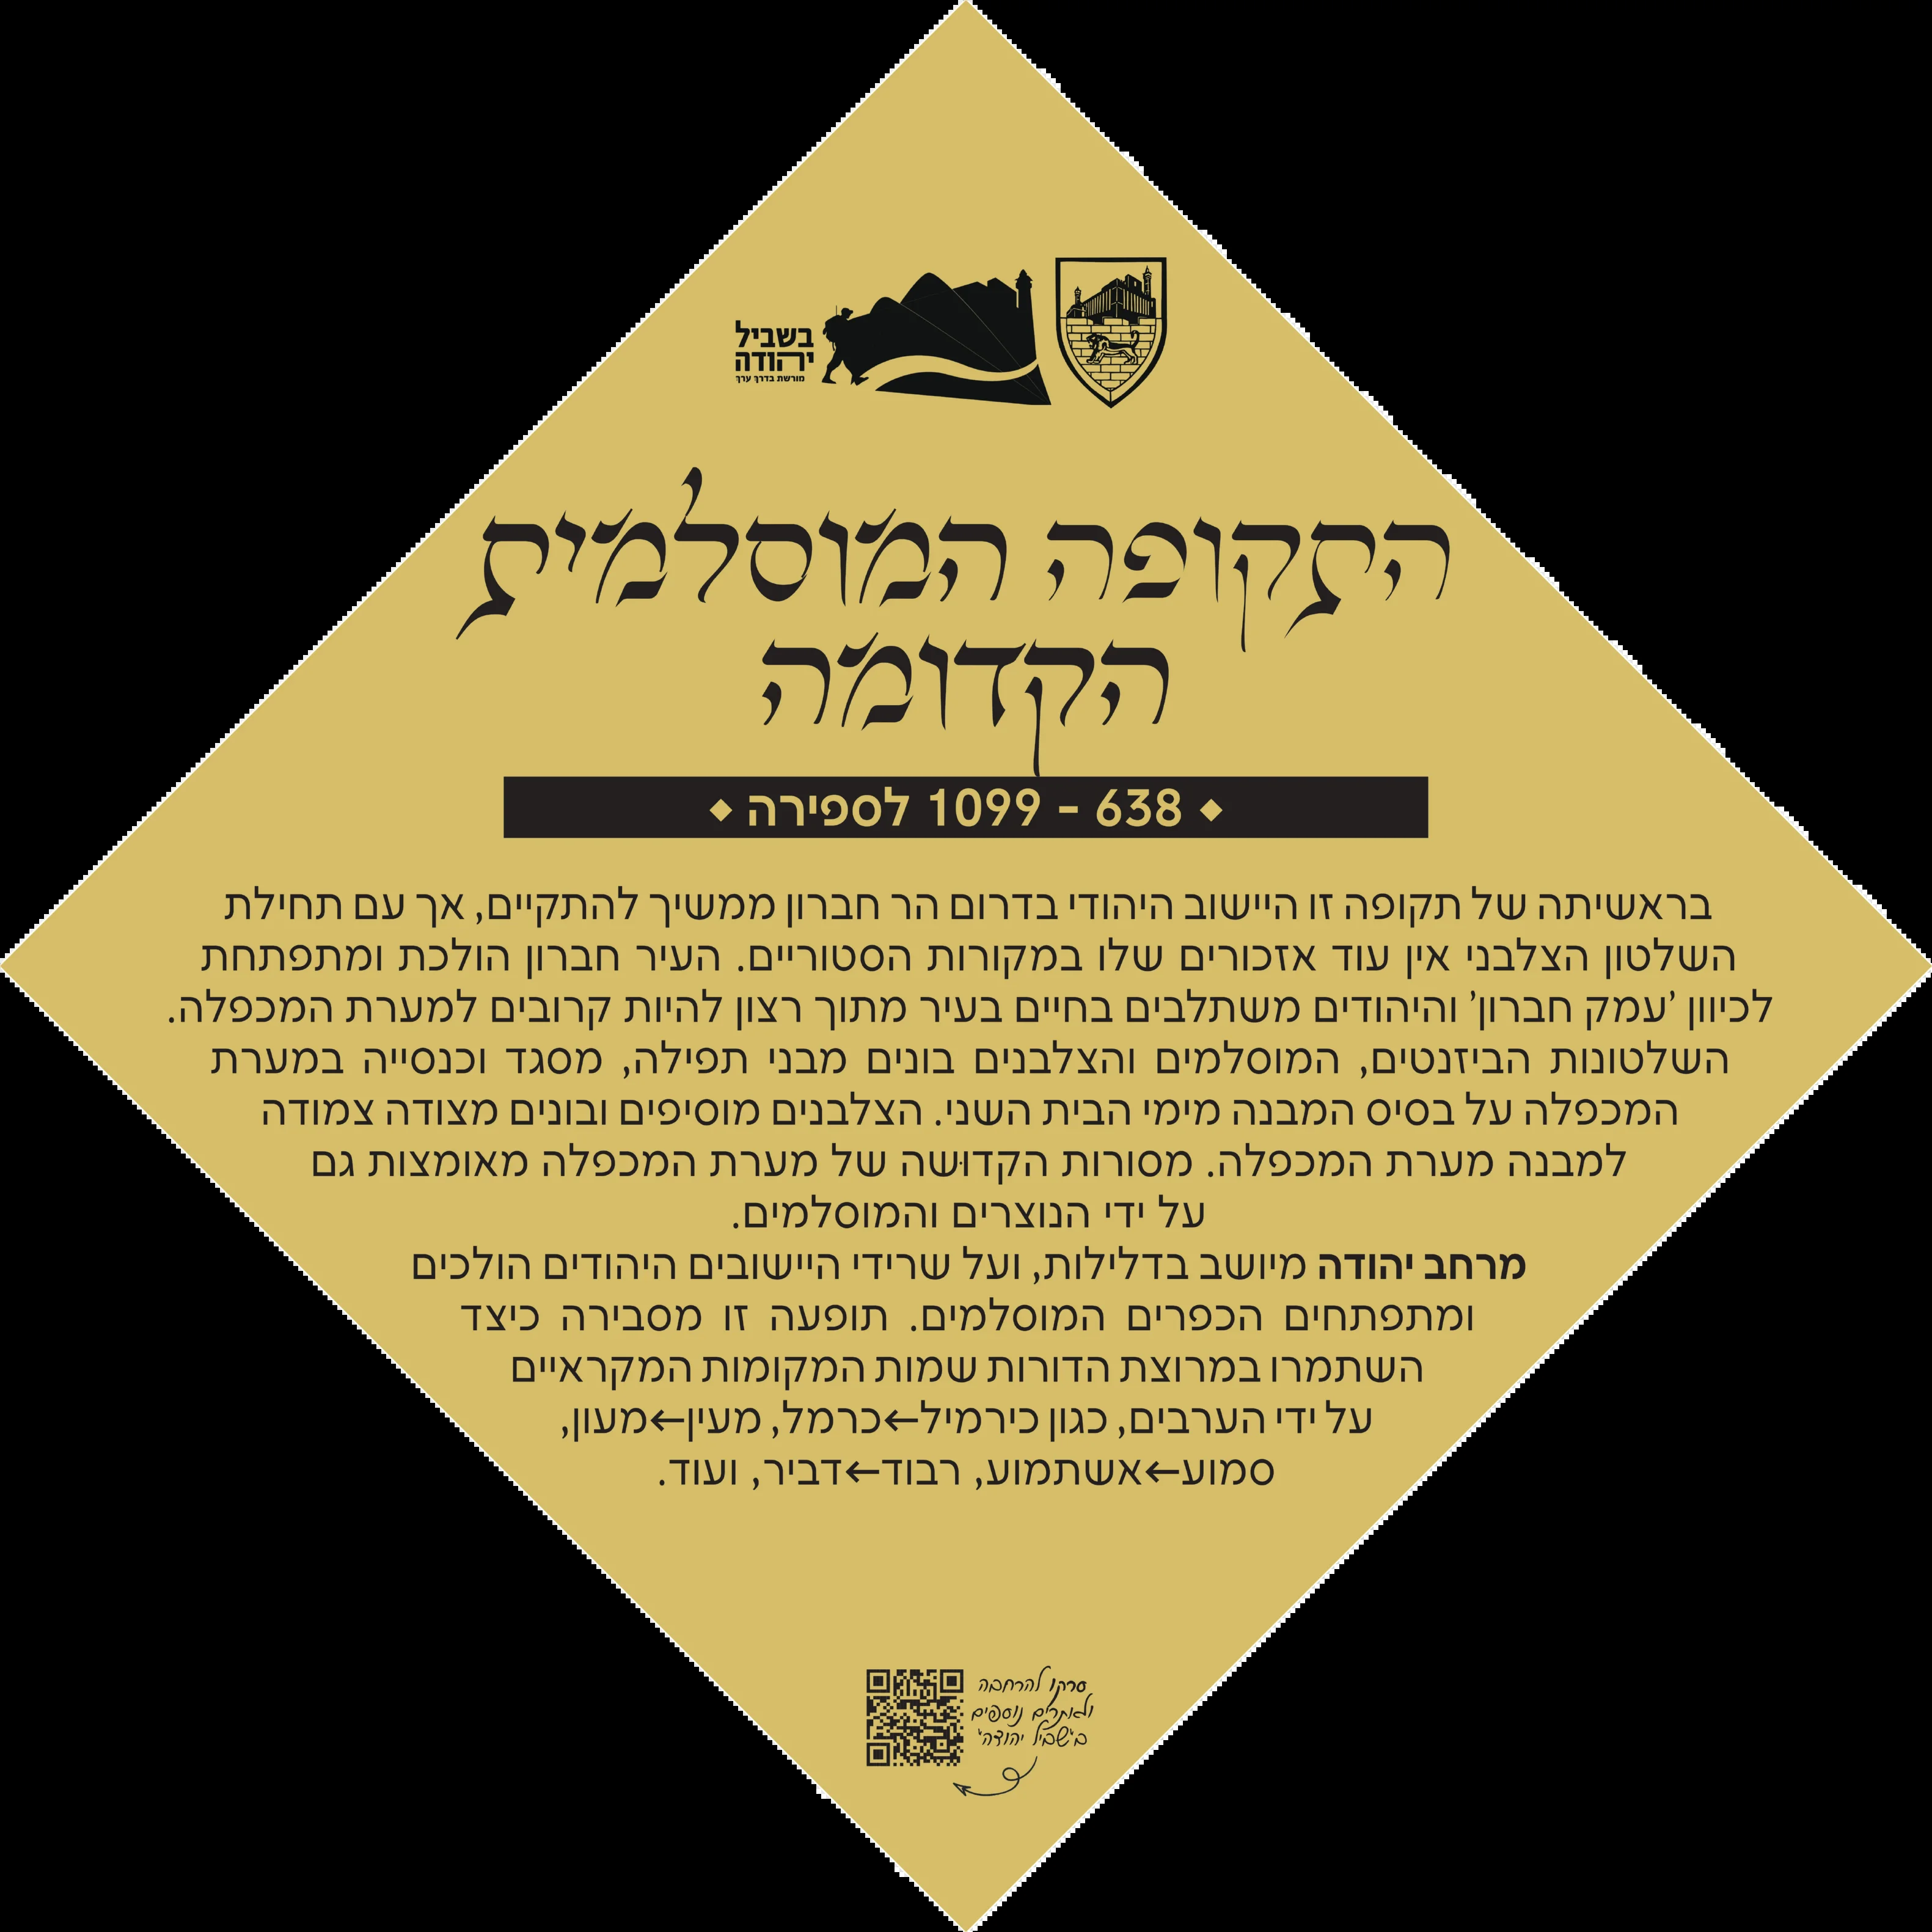 בשביל
יהודה
מורשת בדרך ערך
התקופה המוסלמית
הקדומה
638 - 1099 לספירה
בראשיתה של תקופה זו היישוב היהודי בדרום הר חברון ממשיך להתקיים, אך עם תחילת
השלטון הצלבני אין עוד אזכורים שלו במקורות הסטוריים. העיר חברון הולכת ומתפתחת
לכיוון 'עמק חברון' והיהודים משתלבים בחיים בעיר מתוך רצון להיות קרובים למערת המכפלה.
השלטונות הביזנטים, המוסלמים והצלבנים בונים מבני תפילה, מסגד וכנסייה במערת
המכפלה על בסיס המבנה מימי הבית השני. הצלבנים מוסיפים ובונים מצודה צמודה
למבנה מערת המכפלה. מסורות הקדושה של מערת המכפלה מאומצות גם
על ידי הנוצרים והמוסלמים.
מרחב יהודה מיושב בדלילות, ועל שרידי היישובים היהודים הולכים
ומתפתחים הכפרים המוסלמים. תופעה זו מסבירה כיצד
השתמרו במרוצת הדורות שמות המקומות המקראיים
על ידי הערבים, כגון כירמיל←כרמל, מעין←מעון,
סמוע←אשתמוע, רבוד←דביר, ועוד.
סרקו להרחבה
ולאתרים נוספים
ב'שביל יהודה'